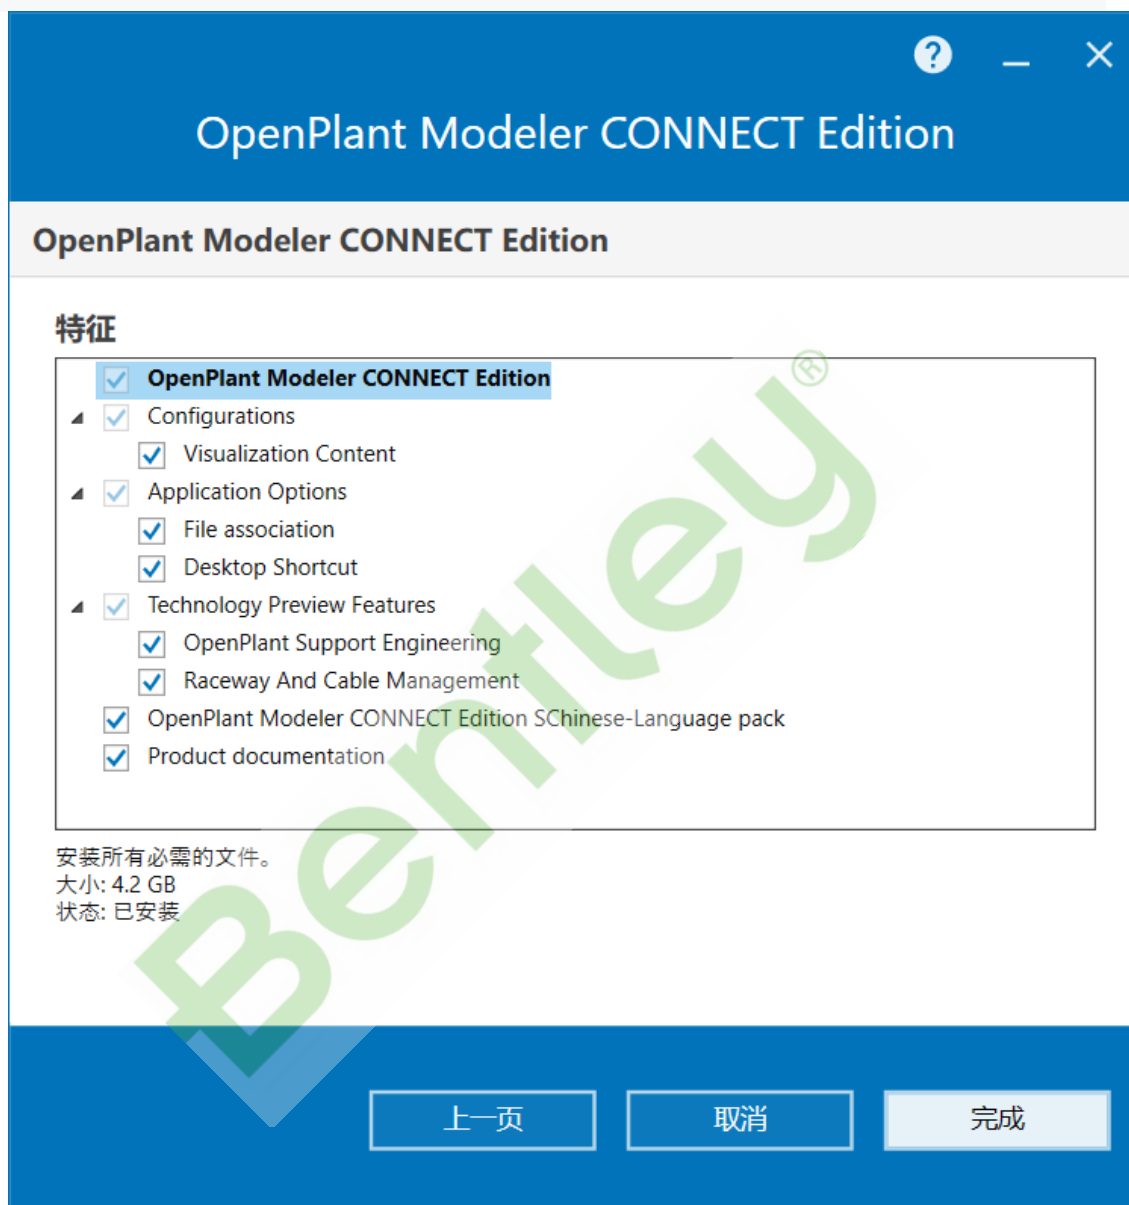 OpenPlant Modeler CONNECT Edition
OpenPlant Modeler CONNECT Edition
特征
OpenPlant Modeler CONNECT Edition
Configurations
Visualization Content
Application Options
File association
Desktop Shortcut
Technology Preview Features
OpenPlant Support Engineering
Raceway And Cable Management
OpenPlant Modeler CONNECT Edition SChinese-Language pack
Product documentation
安装所有必需的文件。
大小: 4.2 GB
状态: 已安装
Bentley®
上一页
取消
完成